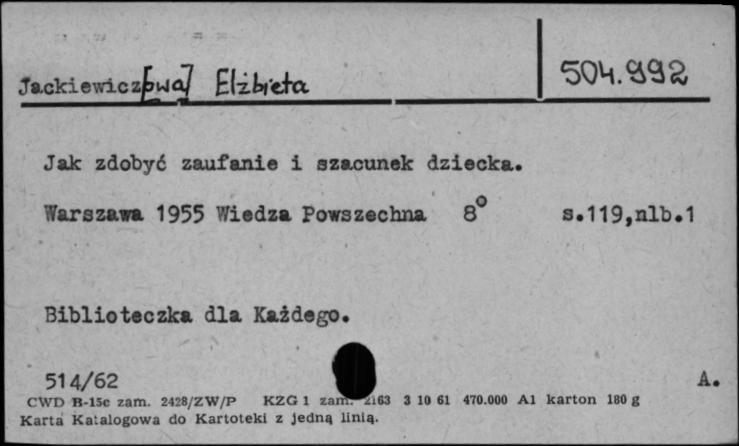 Jackiewicz[owa] Elżbieta 504.992
Jak zdobyć zaufanie i szacunek dziecka.
Warszawa 1955 Wiedza Powszechna 8° s.119,nlb.1
Biblioteczka dla Każdego.
514/62 A.
CWD B-15c zam. 2428/ZW/P KZG 1 zam. 2163 3 10 61 470.000 A1 karton 180 g
Karta Katalogowa do Kartoteki z jedną linią.